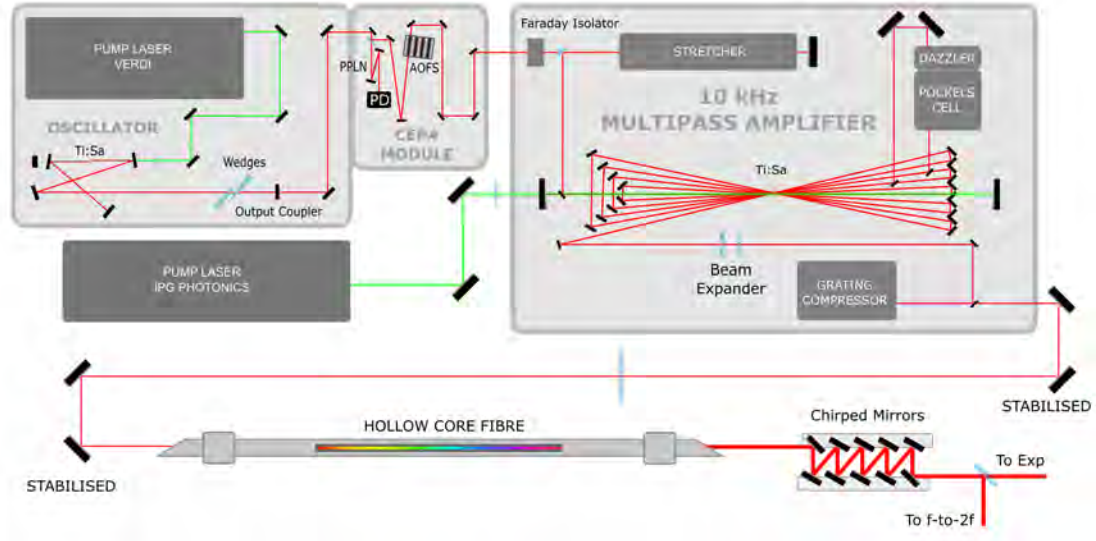 PUMP LASER
VERDI
OSCILLATOR
Ti:Sa
Wedges
Output Coupler
PPLN
AOFS
PD
CEP4
MODULE
Faraday Isolator
STRETCHER
DAZZLER
POCKELS
CELL
10 kHz
MULTIPASS AMPLIFIER
Ti:Sa
Beam
Expander
GRATING
COMPRESSOR
PUMP LASER
IPG PHOTONICS
STABILISED
HOLLOW CORE FIBRE
Chirped Mirrors
STABILISED
To Exp
To f-to-2f